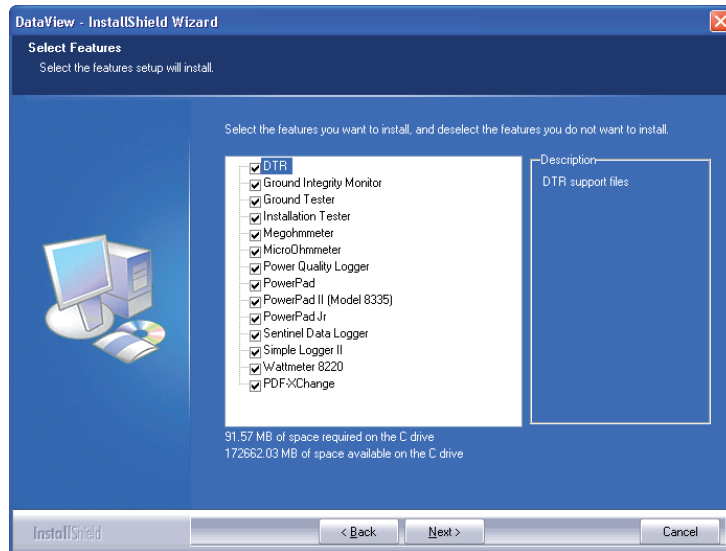 DataView - InstallShield Wizard
Select Features
Select the features setup will install.
Select the features you want to install, and deselect the features you do not want to install.
DTR
Ground Integrity Monitor
Ground Tester
Installation Tester
Megohmmeter
MicroOhmmeter
Power Quality Logger
PowerPad
PowerPad II (Model 8335)
PowerPad Jr
Sentinel Data Logger
Simple Logger II
Wattmeter 8220
PDF-XChange
Description
DTR support files
91.57 MB of space required on the C drive
172662.03 MB of space available on the C drive
InstallShield
< Back
Next >
Cancel